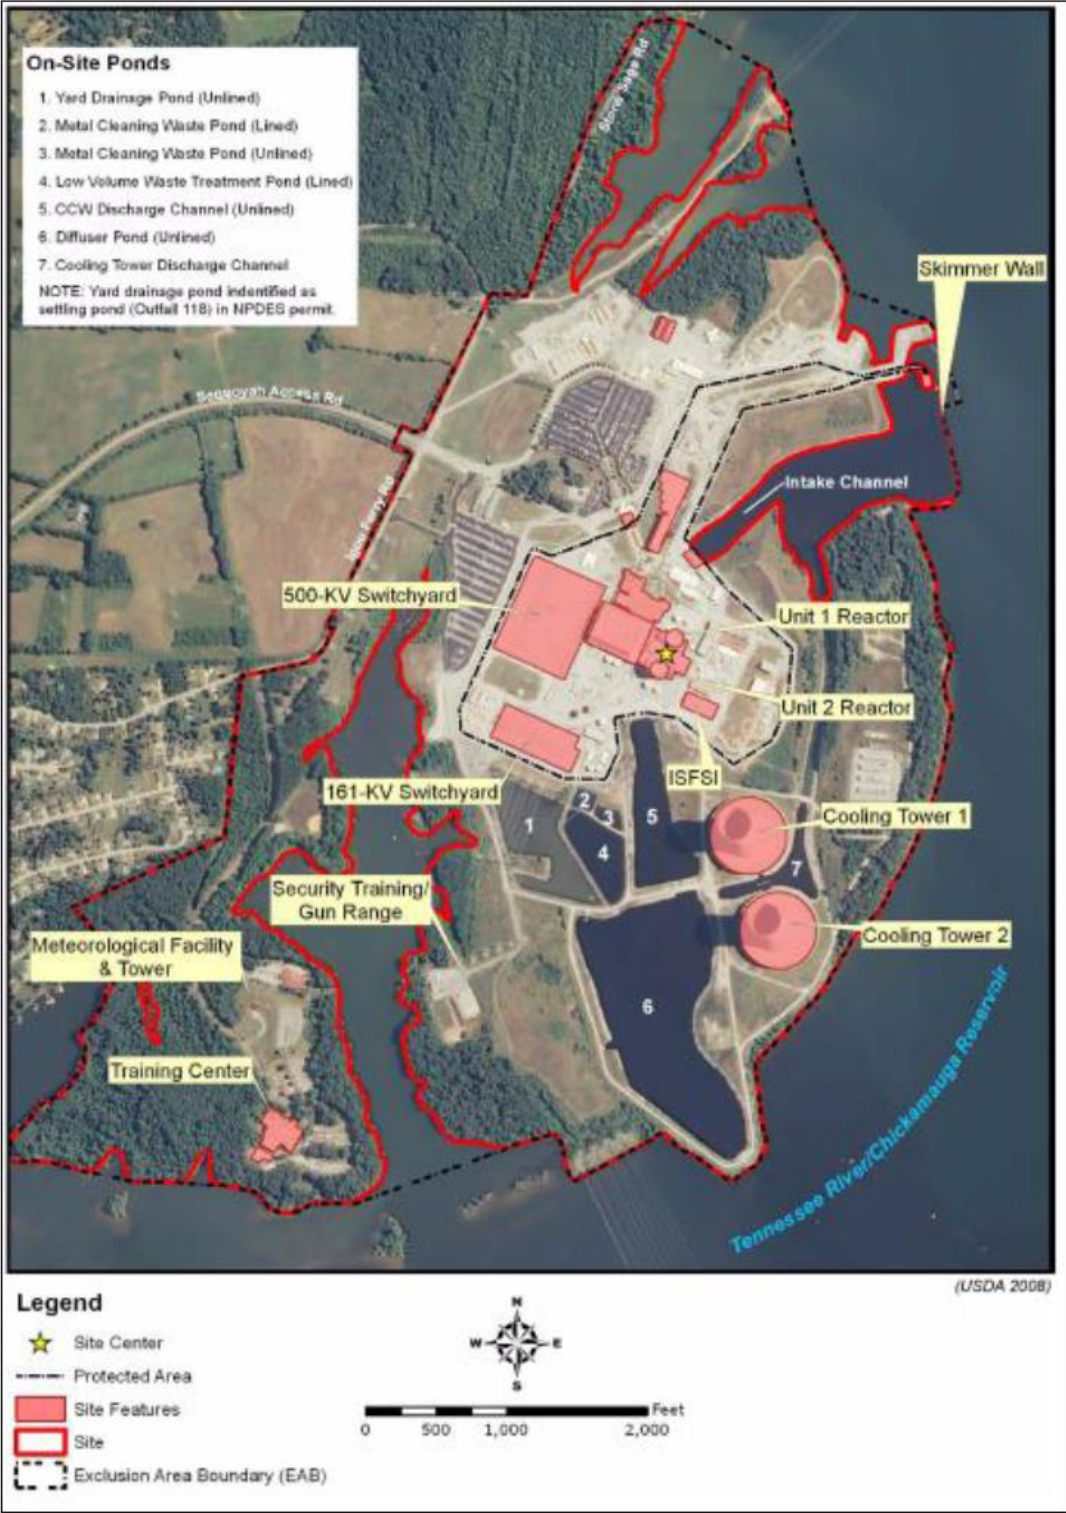 On-Site Ponds
1. Yard Drainage Pond (Unlined)
2. Metal Cleaning Waste Pond (Lined)
3. Metal Cleaning Waste Pond (Unlined)
4. Low Volume Waste Treatment Pond (Lined)
5. CCW Discharge Channel (Unlined)
6. Diffuser Pond (Unlined)
7. Cooling Tower Discharge Channel
NOTE: Yard drainage pond indentified as
settling pond (Outfall 118) in NPDES permit.
Stone Sage Rd
Skimmer Wall
Sequoyah Access Rd
Intake Channel
Ferry Rd
500-KV Switchyard
Unit 1 Reactor
Unit 2 Reactor
ISFSI
161-KV Switchyard
Cooling Tower 1
1
2
3
4
5
7
Security Training/
Gun Range
Cooling Tower 2
Meteorological Facility
& Tower
6
Training Center
Tennessee River/Chickamauga Reservoir
(USDA 2008)
Legend
Site Center
Protected Area
Site Features
Site
Exclusion Area Boundary (EAB)
N
W E
S
Feet
0 500 1,000 2,000